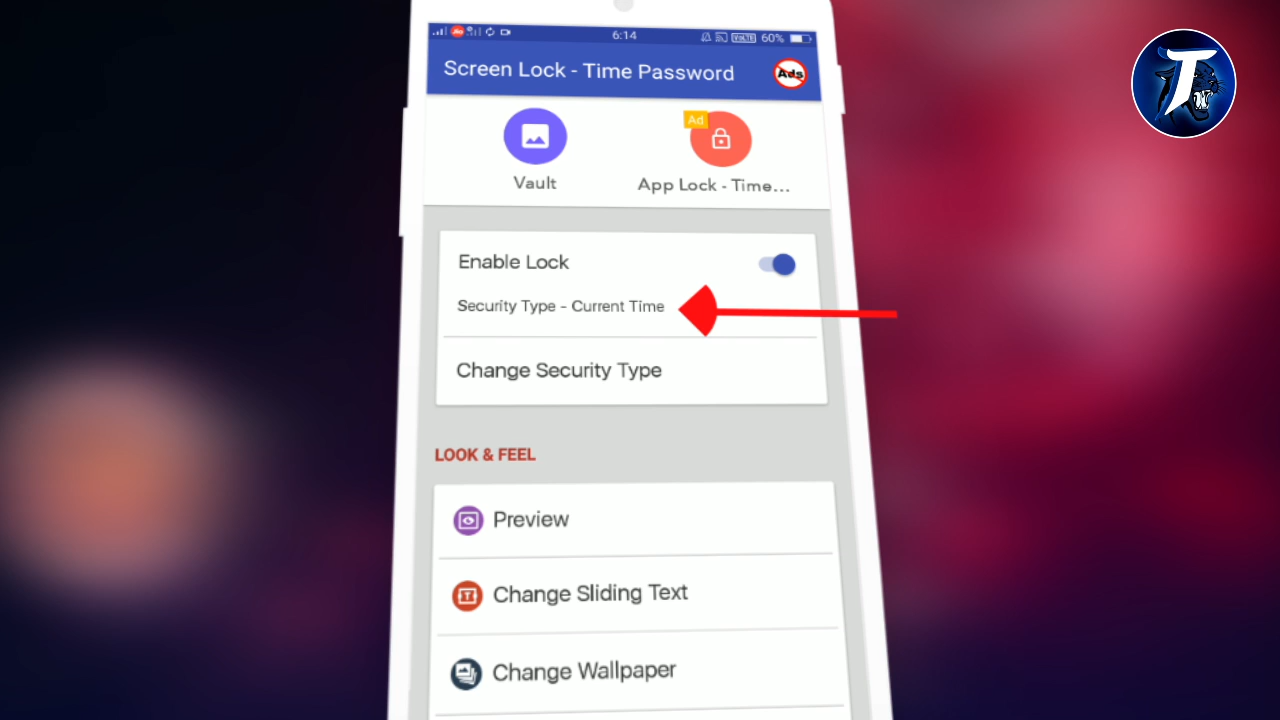 6:14
VoLTE
60%
Screen Lock - Time Password
Ads
Ad
Vault
App Lock - Time...
Enable Lock
Security Type - Current Time
Change Security Type
LOOK & FEEL
Preview
T
Change Sliding Text
Change Wallpaper
T